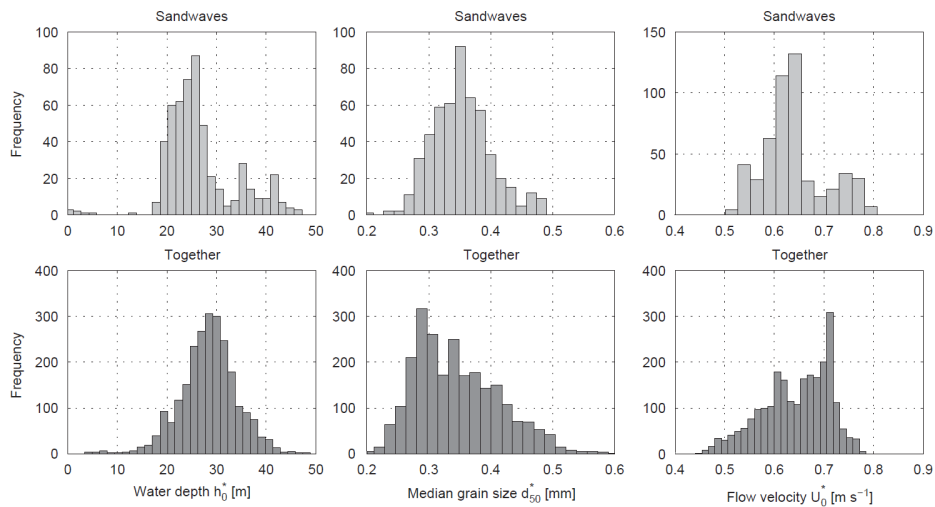 Sandwaves Sandwaves Sandwaves
100 100 150
80 80
60 60 100
40 40 50
20 20
0 0 0
Frequency
0 10 20 30 40 50 0.2 0.3 0.4 0.5 0.6 0.4 0.5 0.6 0.7 0.8 0.9
Together Together Together
400 400 400
300 300 300
200 200 200
100 100 100
0 0 0
Frequency
0 10 20 30 40 50 0.2 0.3 0.4 0.5 0.6 0.4 0.5 0.6 0.7 0.8 0.9
Water depth h₀* [m] Median grain size d₅₀* [mm] Flow velocity U₀* [m s⁻¹]